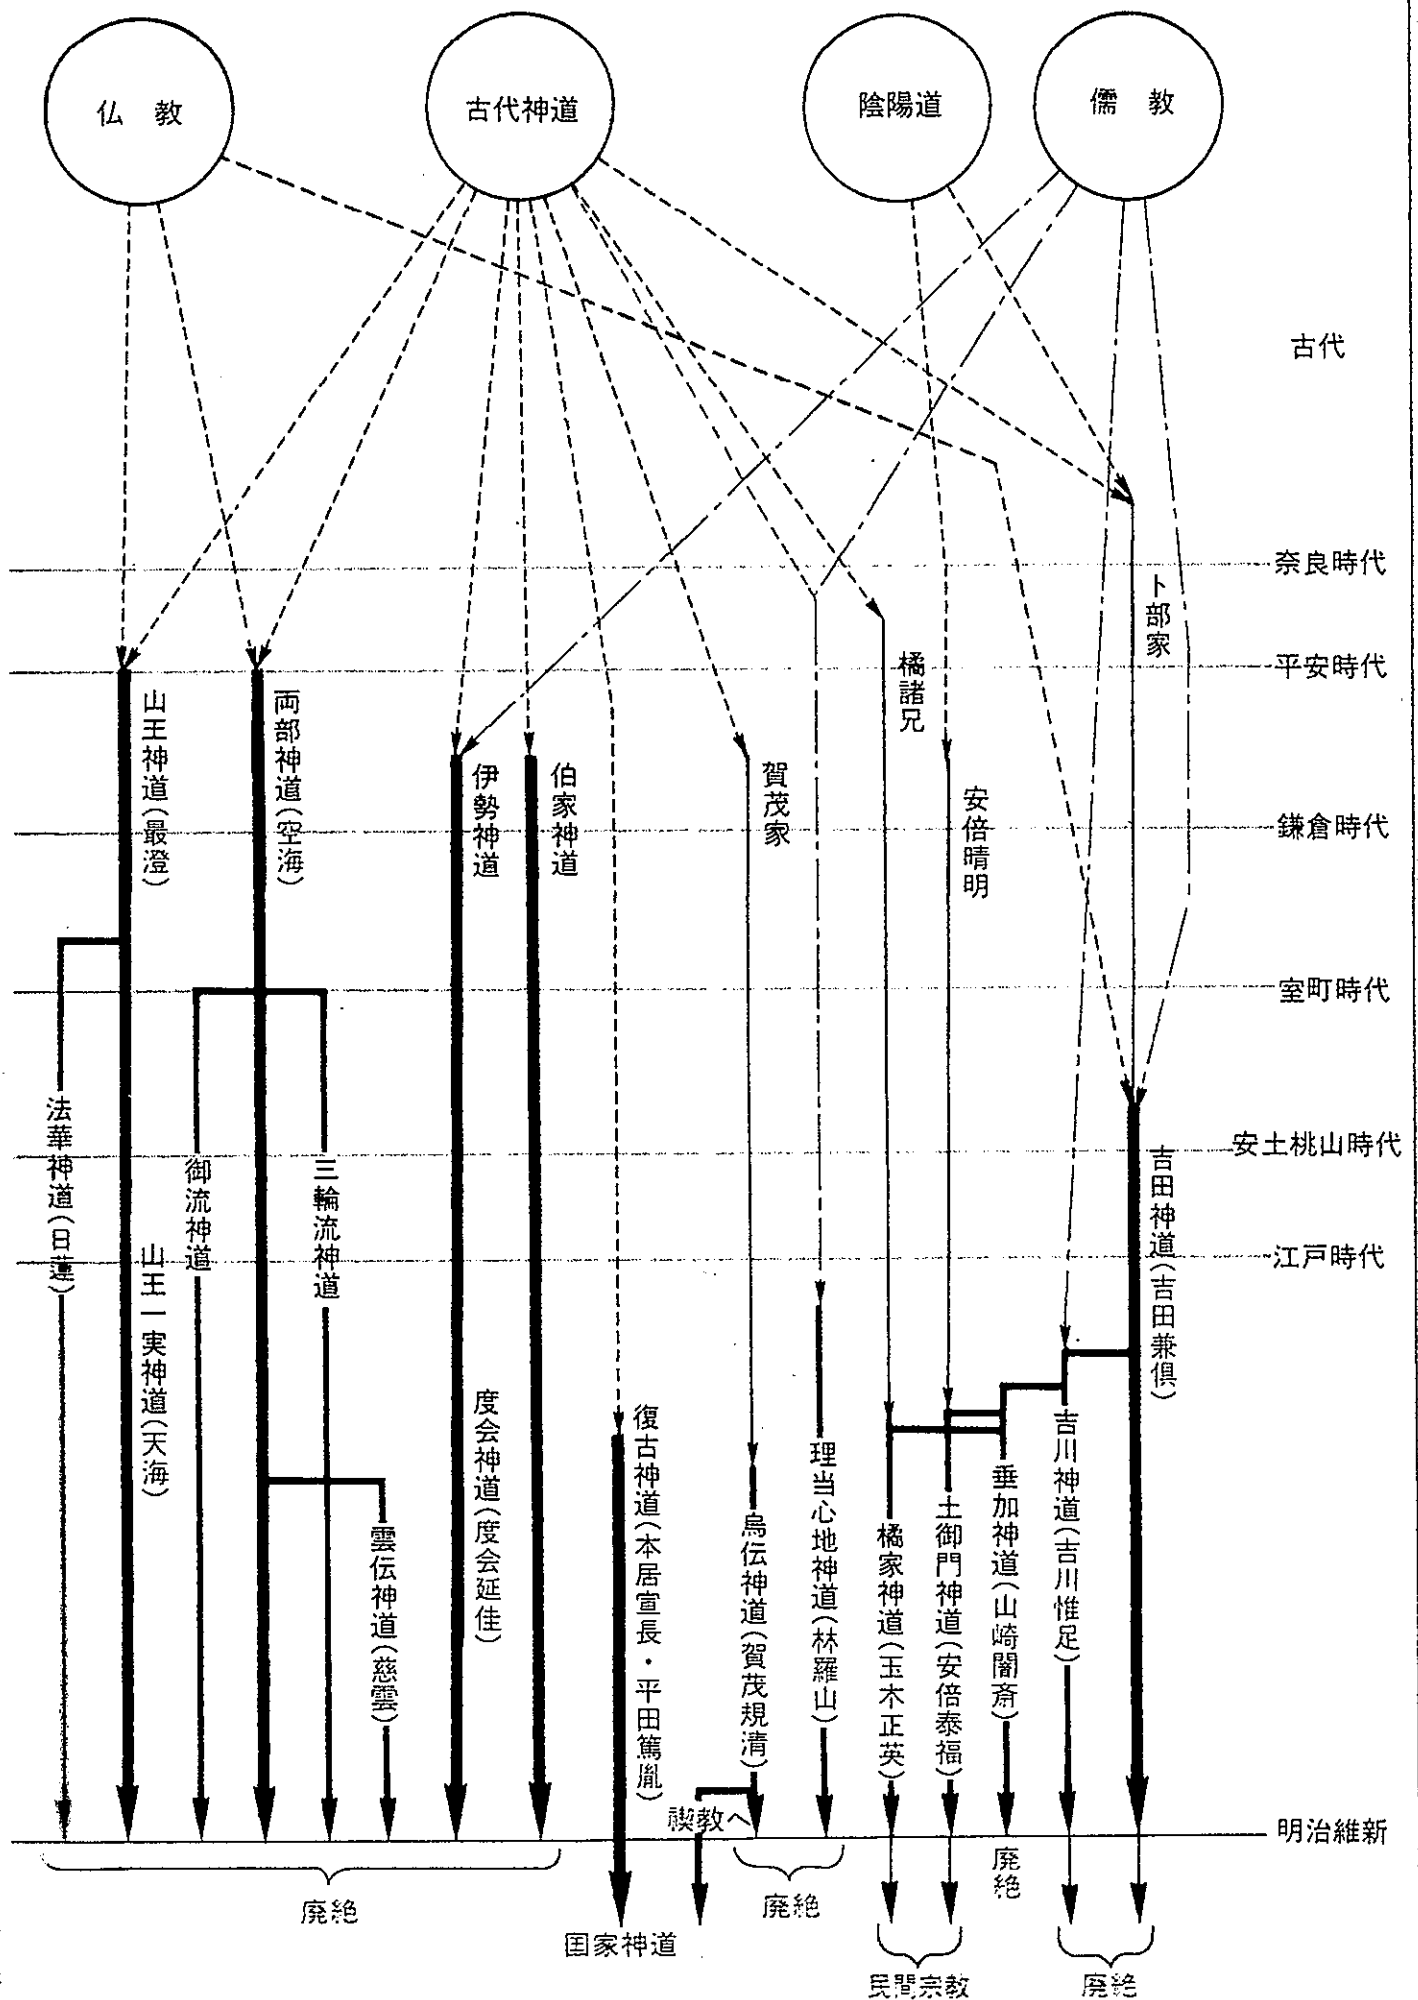 仏教
古代神道
陰陽道
儒教
古代
奈良時代
平安時代
鎌倉時代
室町時代
安土桃山時代
江戸時代
明治維新
卜部家
橘諸兄
安倍晴明
賀茂家
伯家神道
伊勢神道
両部神道(空海)
山王神道(最澄)
法華神道(日蓮)
山王一実神道(天海)
御流神道
三輪流神道
雲伝神道(慈雲)
度会神道(度会延佳)
復古神道(本居宣長・平田篤胤)
烏伝神道(賀茂規清)
理当心地神道(林羅山)
橘家神道(玉木正英)
土御門神道(安倍泰福)
垂加神道(山崎闇斎)
吉川神道(吉川惟足)
吉田神道(吉田兼倶)
禊教へ
廃絶
国家神道
廃絶
民間宗教
廃絶
廃絶